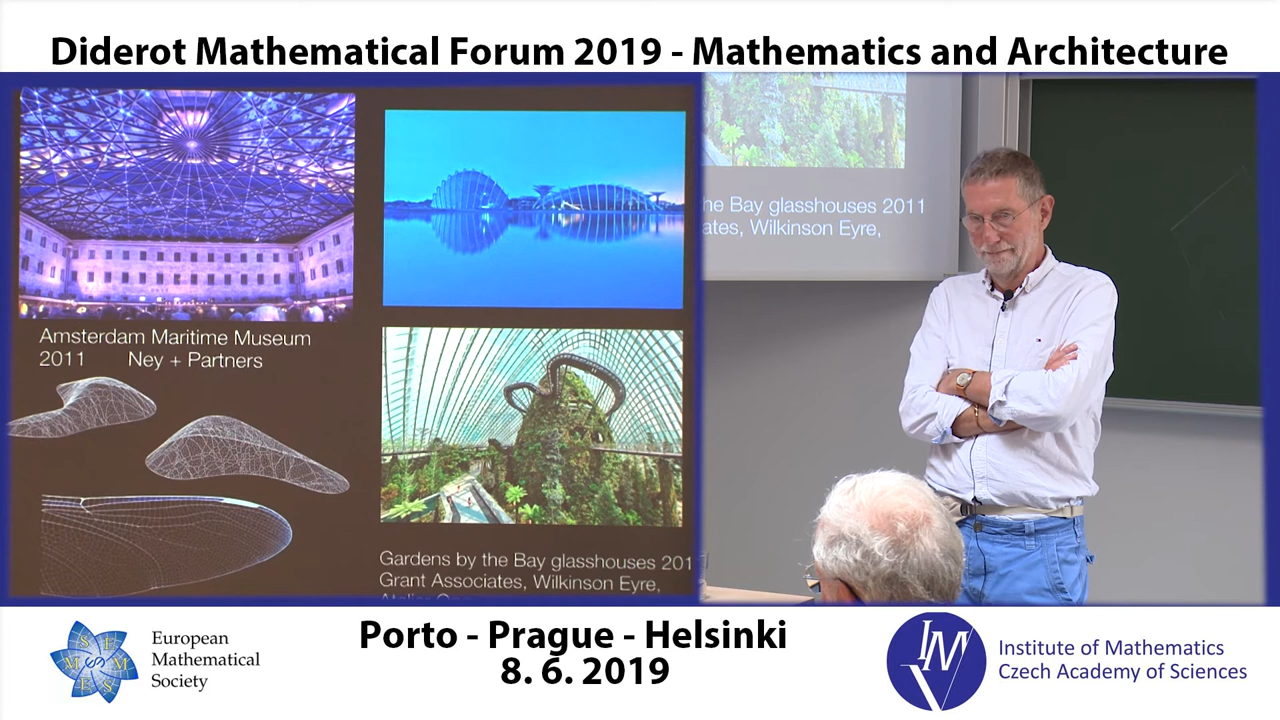 Diderot Mathematical Forum 2019 - Mathematics and Architecture
Amsterdam Maritime Museum
2011 Ney + Partners
Gardens by the Bay glasshouses 201
Grant Associates, Wilkinson Eyre,
he Bay glasshouses 2011
ates, Wilkinson Eyre,
European
Mathematical
Society
Porto - Prague - Helsinki
8. 6. 2019
IMV
Institute of Mathematics
Czech Academy of Sciences